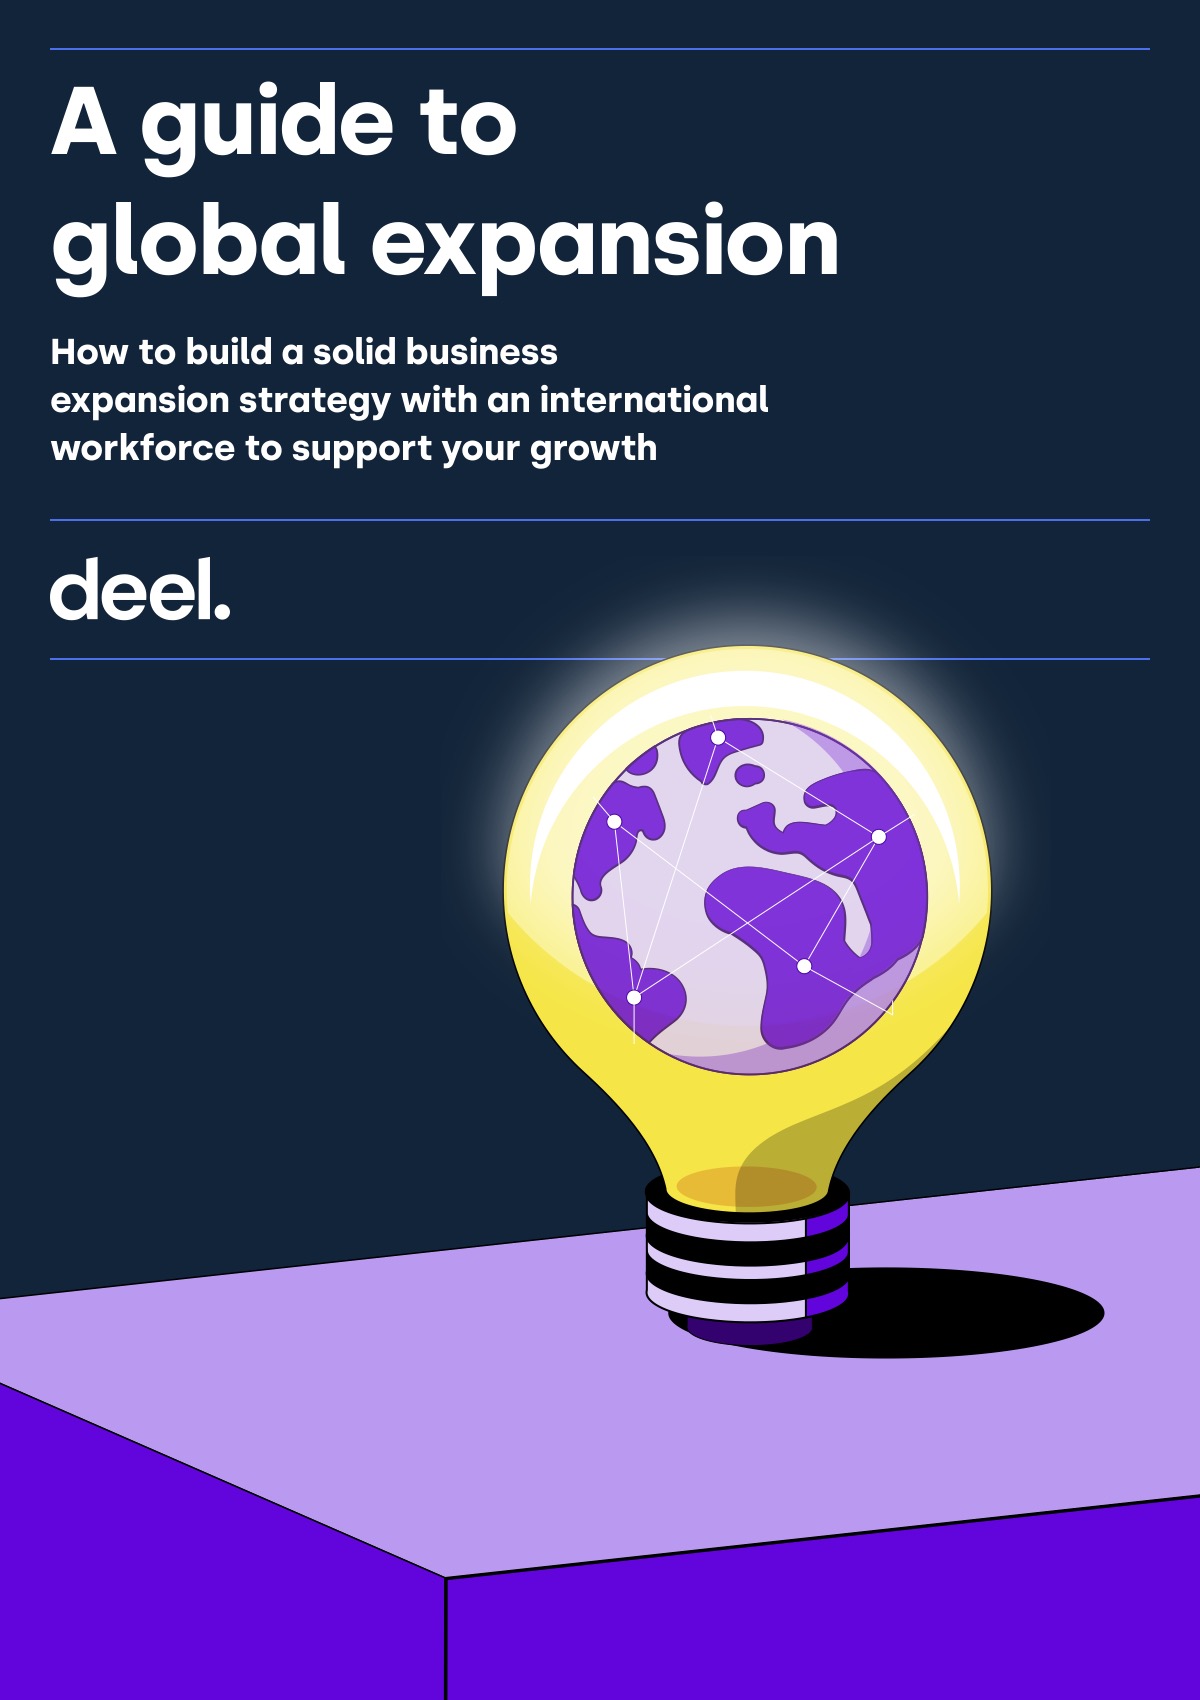 A guide to
global expansion
How to build a solid business
expansion strategy with an international
workforce to support your growth
deel.